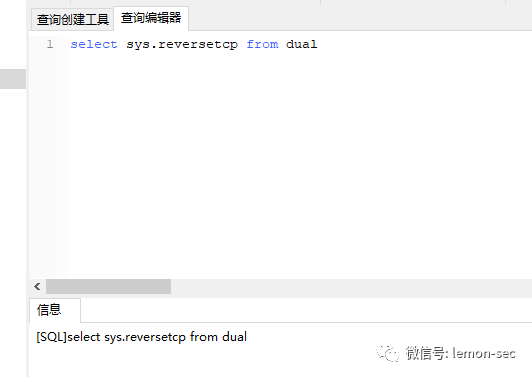 查询创建工具 查询编辑器
1 select sys.reversetcp from dual
信息
[SQL]select sys.reversetcp from dual
微信号: lemon-sec